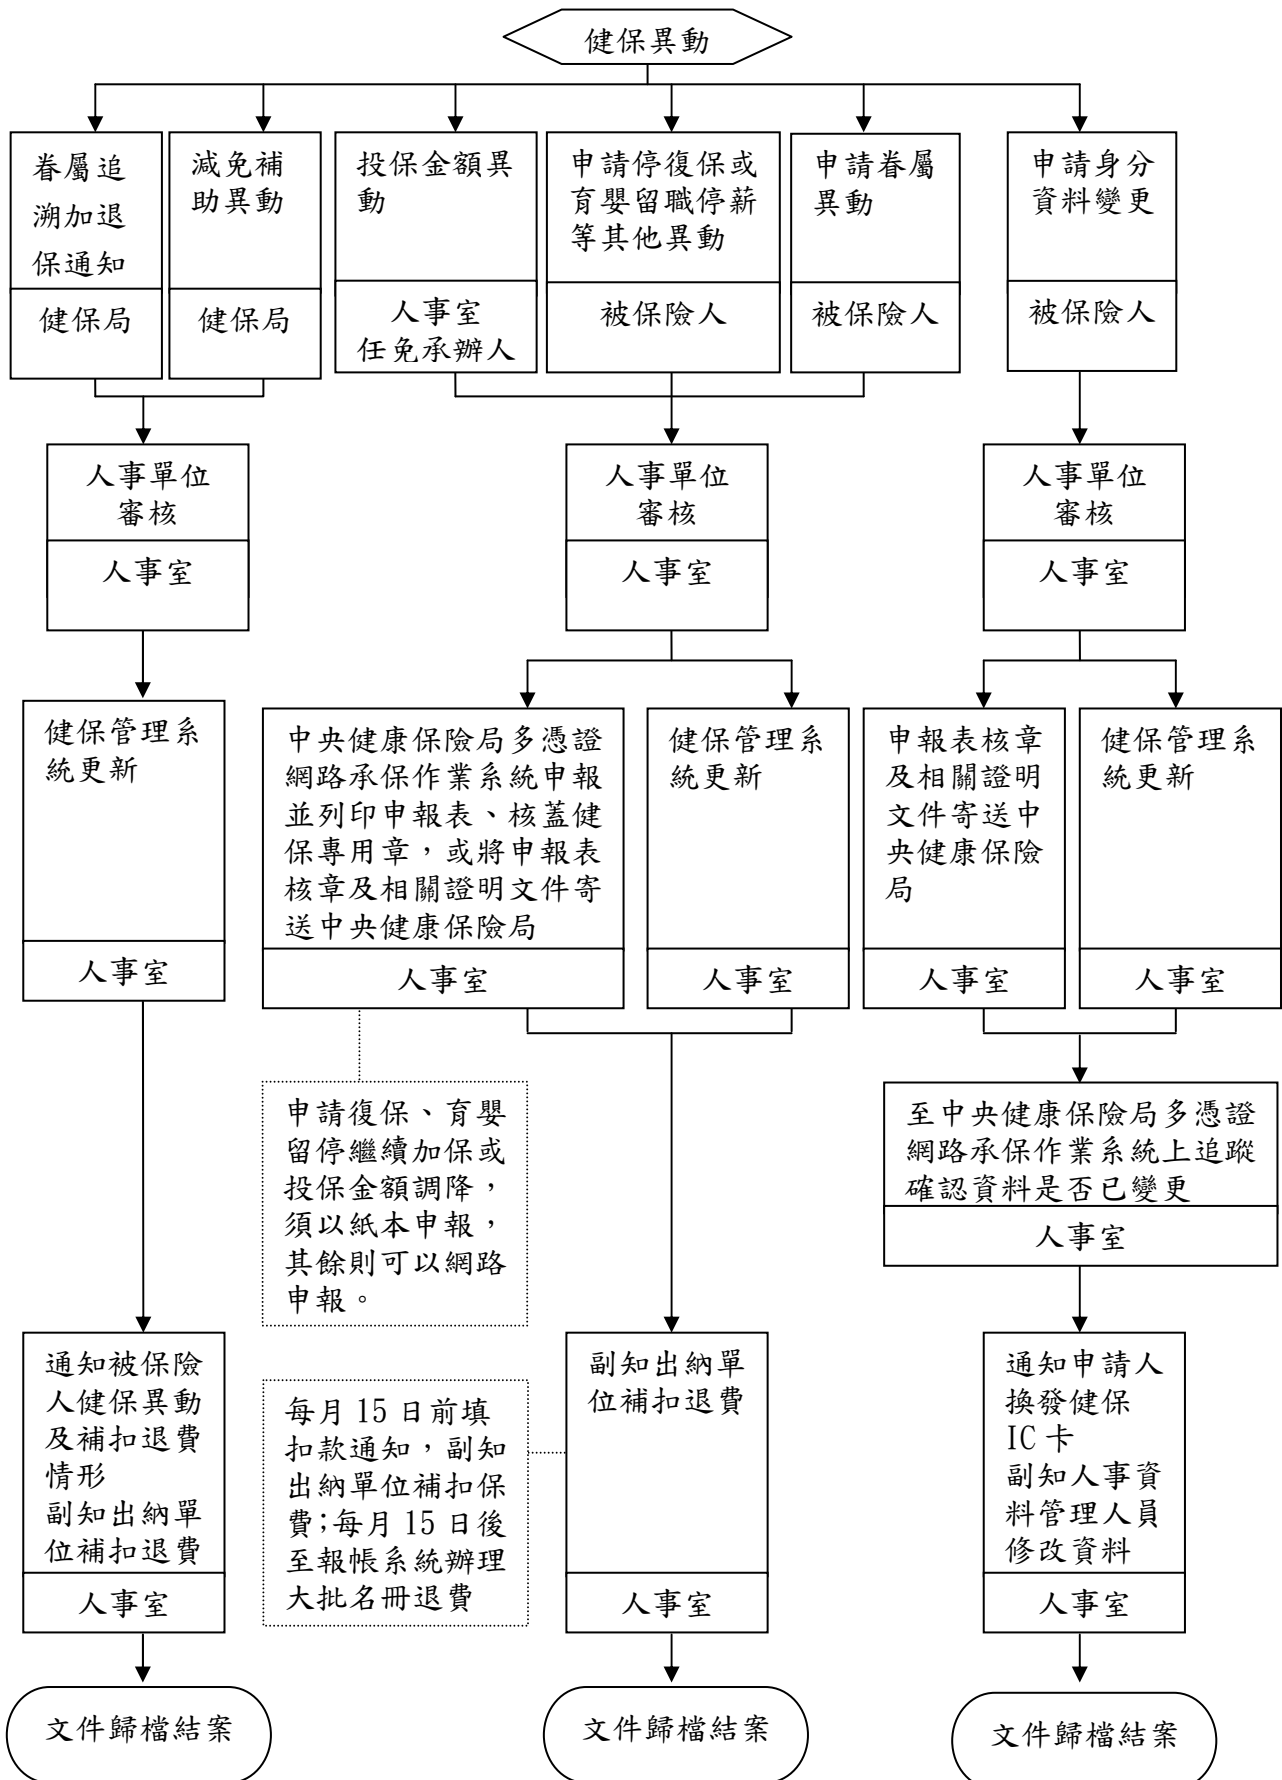 健保異動
眷屬追
溯加退
保通知
健保局
減免補
助異動
健保局
投保金額異
動
人事室
任免承辦人
申請停復保或
育嬰留職停薪
等其他異動
被保險人
申請眷屬
異動
被保險人
申請身分
資料變更
被保險人
人事單位
審核
人事室
人事單位
審核
人事室
人事單位
審核
人事室
健保管理系
統更新
人事室
中央健康保險局多憑證
網路承保作業系統申報
並列印申報表、核蓋健
保專用章，或將申報表
核章及相關證明文件寄
送中央健康保險局
人事室
健保管理系
統更新
人事室
申報表核章
及相關證明
文件寄送中
央健康保險
局
人事室
健保管理系
統更新
人事室
申請復保、育嬰
留停繼續加保或
投保金額調降，
須以紙本申報，
其餘則可以網路
申報。
至中央健康保險局多憑證
網路承保作業系統上追蹤
確認資料是否已變更
人事室
通知被保險
人健保異動
及補扣退費
情形
副知出納單
位補扣退費
人事室
每月 15 日前填
扣款通知，副知
出納單位補扣保
費;每月 15 日後
至報帳系統辦理
大批名冊退費
副知出納單
位補扣退費
人事室
通知申請人
換發健保
IC 卡
副知人事資
料管理人員
修改資料
人事室
文件歸檔結案
文件歸檔結案
文件歸檔結案